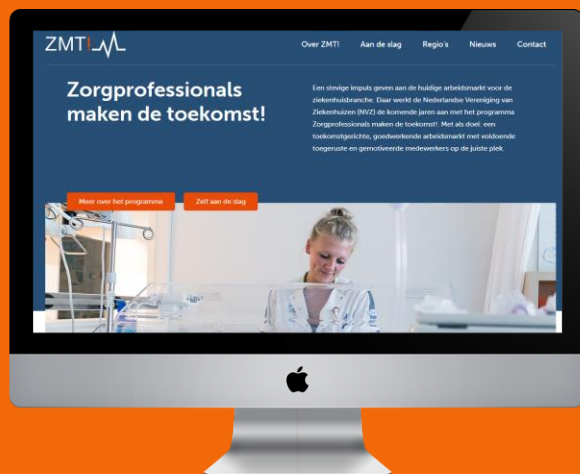 ZMT!
Over ZMT!
Aan de slag
Regio's
Nieuws
Contact
Zorgprofessionals
maken de toekomst!
Een stevige impuls geven aan de huidige arbeidsmarkt voor de
ziekenhuisbranche. Daar werkt de Nederlandse Vereniging van
Ziekenhuizen (NVZ) de komende jaren aan met het programma
Zorgprofessionals maken de toekomst!. Met als doel: een
toekomstgerichte, goedwerkende arbeidsmarkt met voldoende
toegeruste en gemotiveerde medewerkers op de juiste plek.
Meer over het programma
Zelf aan de slag